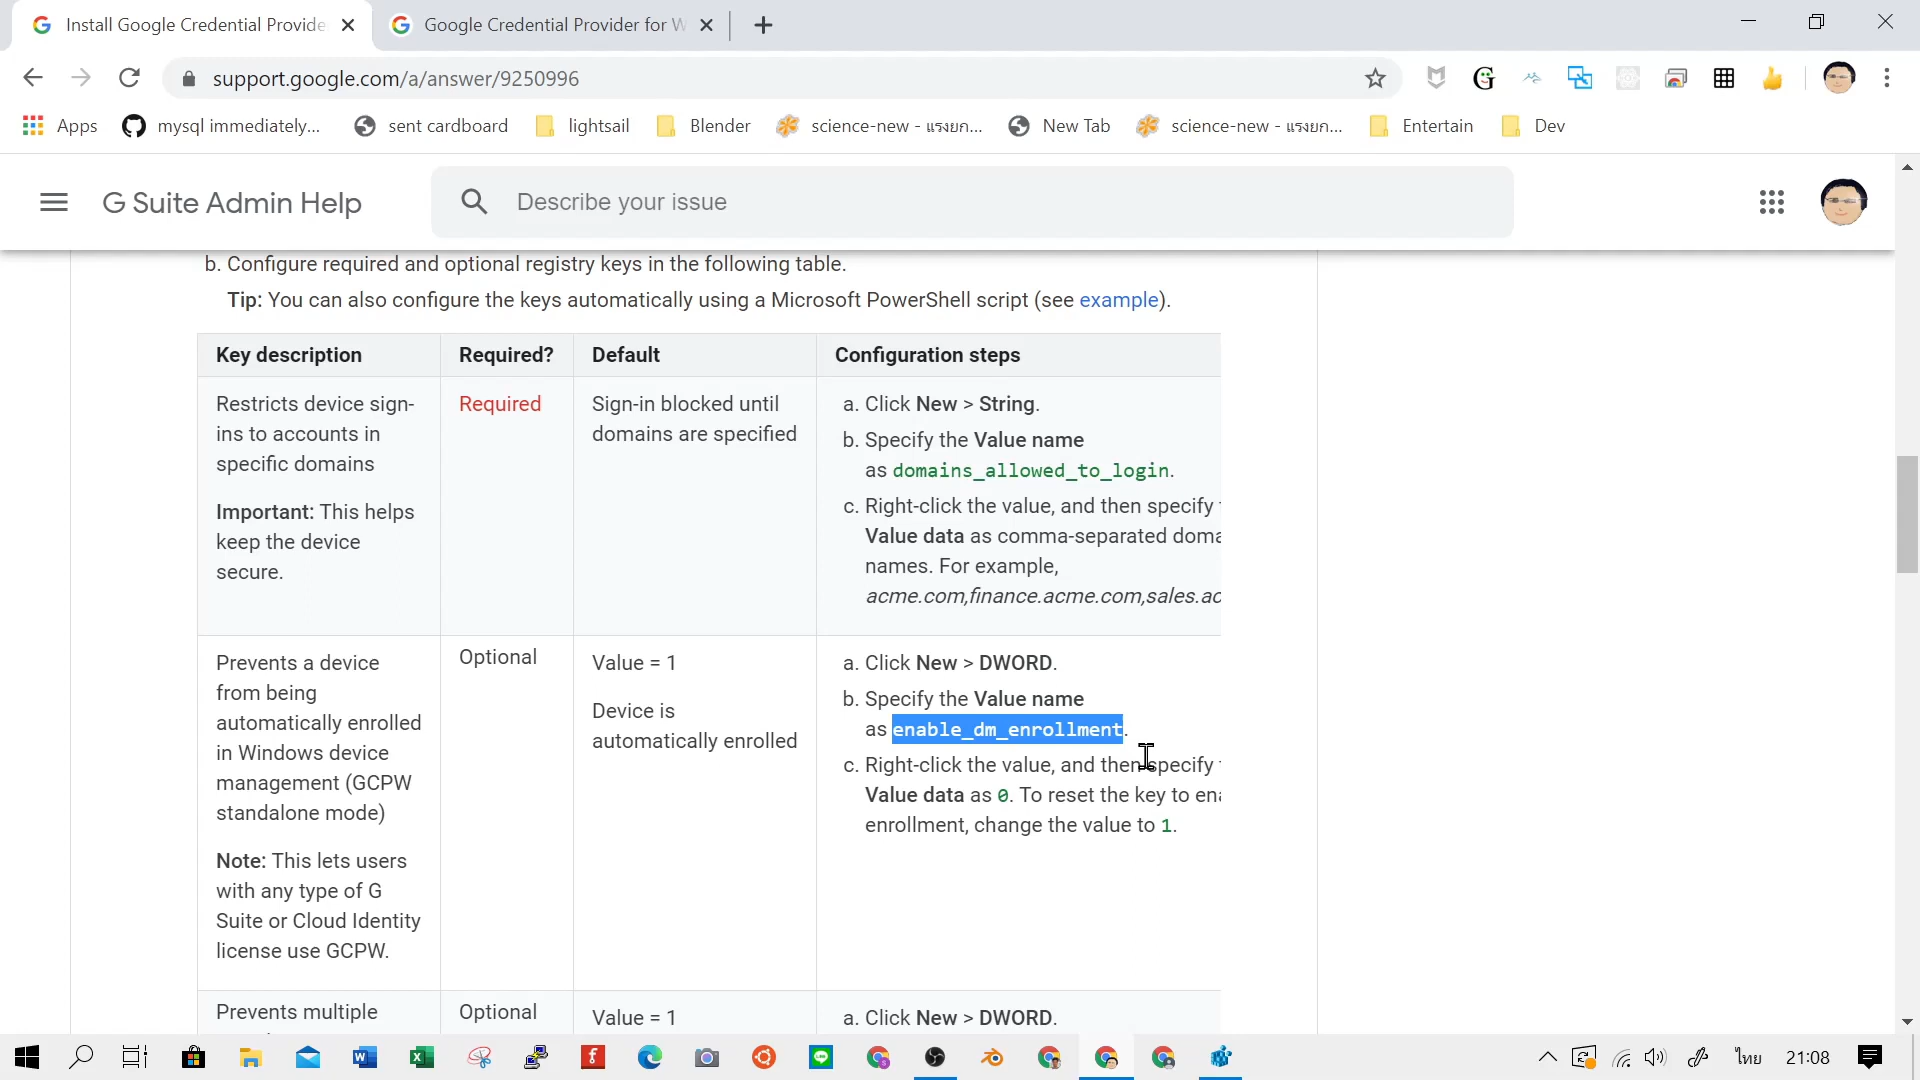 Install Google Credential Provide
Google Credential Provider for W
support.google.com/a/answer/9250996
Apps
mysql immediately...
sent cardboard
lightsail
Blender
science-new - แรงยก...
New Tab
science-new - แรงยก...
Entertain
Dev
G Suite Admin Help
Describe your issue
b. Configure required and optional registry keys in the following table.
Tip: You can also configure the keys automatically using a Microsoft PowerShell script (see example).
Key description
Required?
Default
Configuration steps
Restricts device sign-
ins to accounts in
specific domains
Important: This helps
keep the device
secure.
Required
Sign-in blocked until
domains are specified
a. Click New > String.
b. Specify the Value name
as domains_allowed_to_login.
c. Right-click the value, and then specify
Value data as comma-separated doma
names. For example,
acme.com,finance.acme.com,sales.ac
Prevents a device
from being
automatically enrolled
in Windows device
management (GCPW
standalone mode)
Note: This lets users
with any type of G
Suite or Cloud Identity
license use GCPW.
Optional
Value = 1
Device is
automatically enrolled
a. Click New > DWORD.
b. Specify the Value name
as enable_dm_enrollment.
c. Right-click the value, and then specify
Value data as 0. To reset the key to ena
enrollment, change the value to 1.
Prevents multiple
Optional
Value = 1
a. Click New > DWORD.
ไทย
21:08